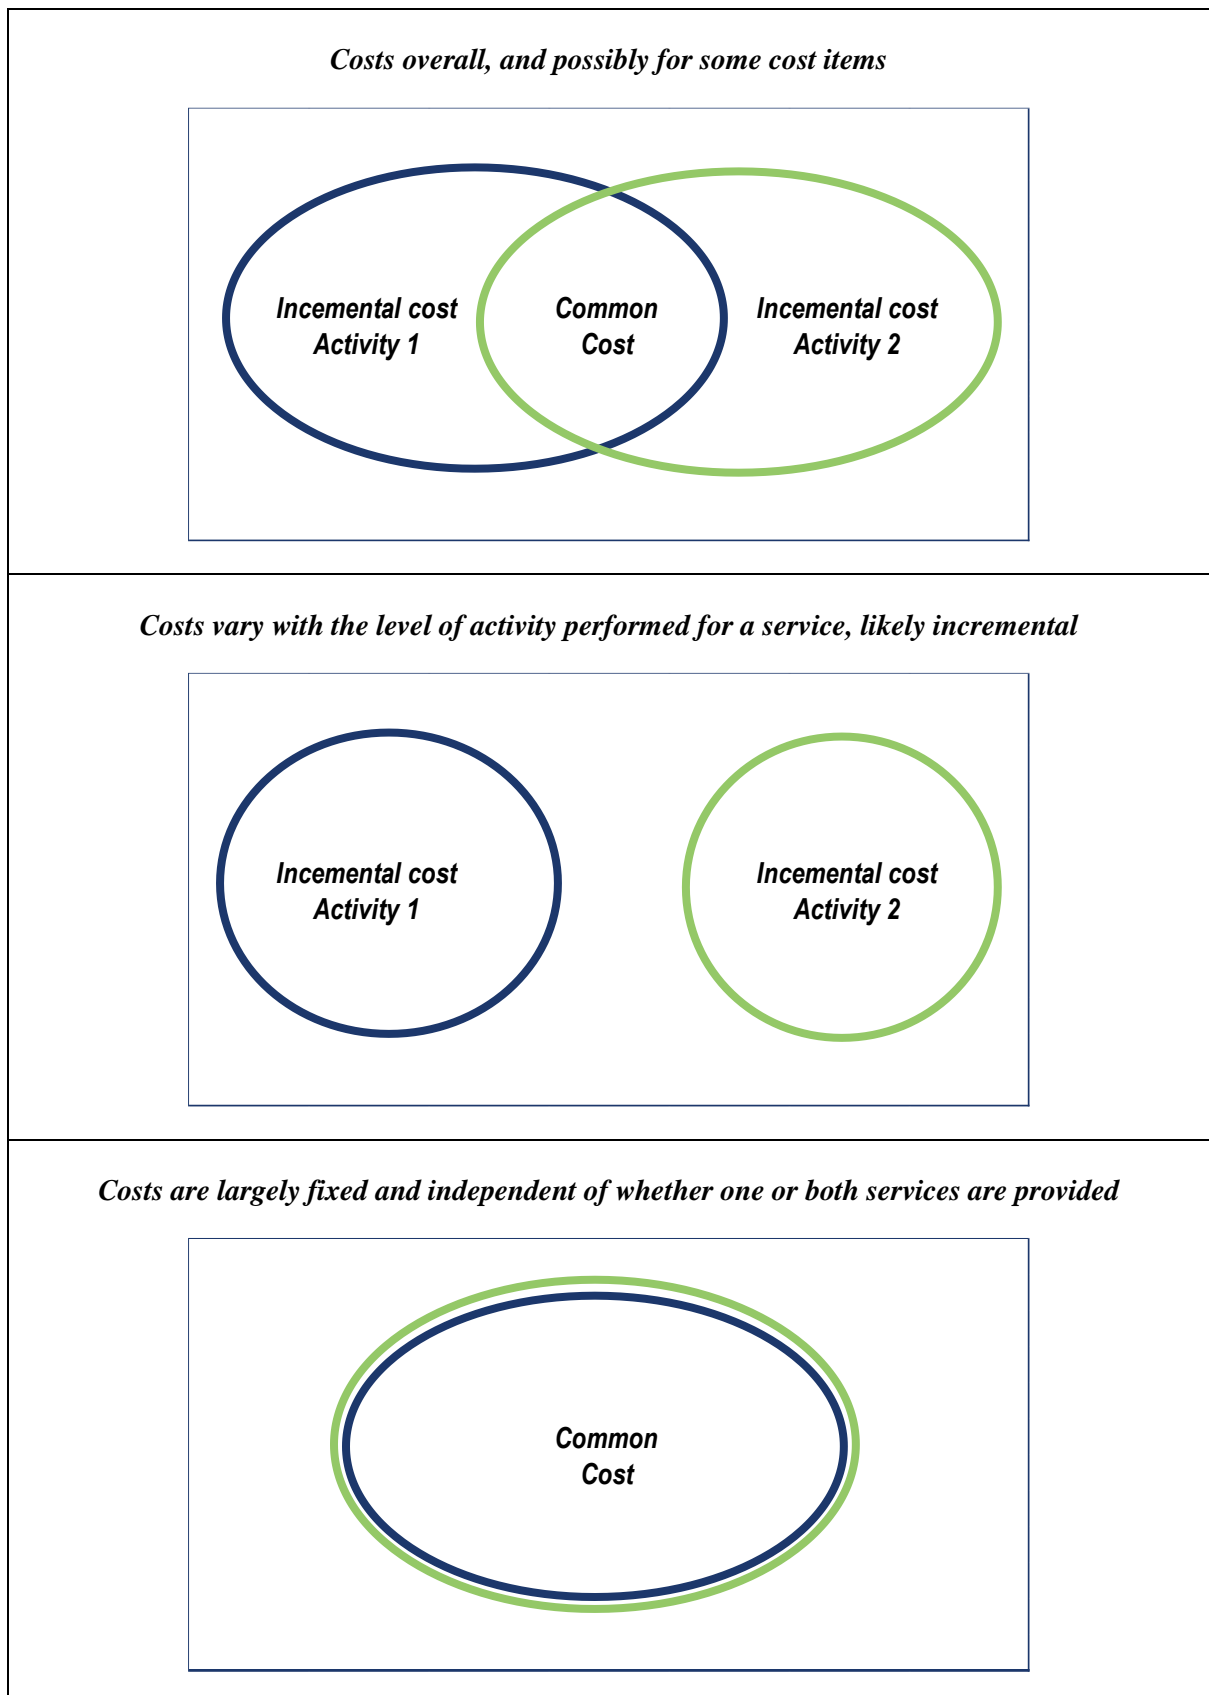 Costs overall, and possibly for some cost items
Incemental cost
Activity 1
Common
Cost
Incemental cost
Activity 2
Costs vary with the level of activity performed for a service, likely incremental
Incemental cost
Activity 1
Incemental cost
Activity 2
Costs are largely fixed and independent of whether one or both services are provided
Common
Cost